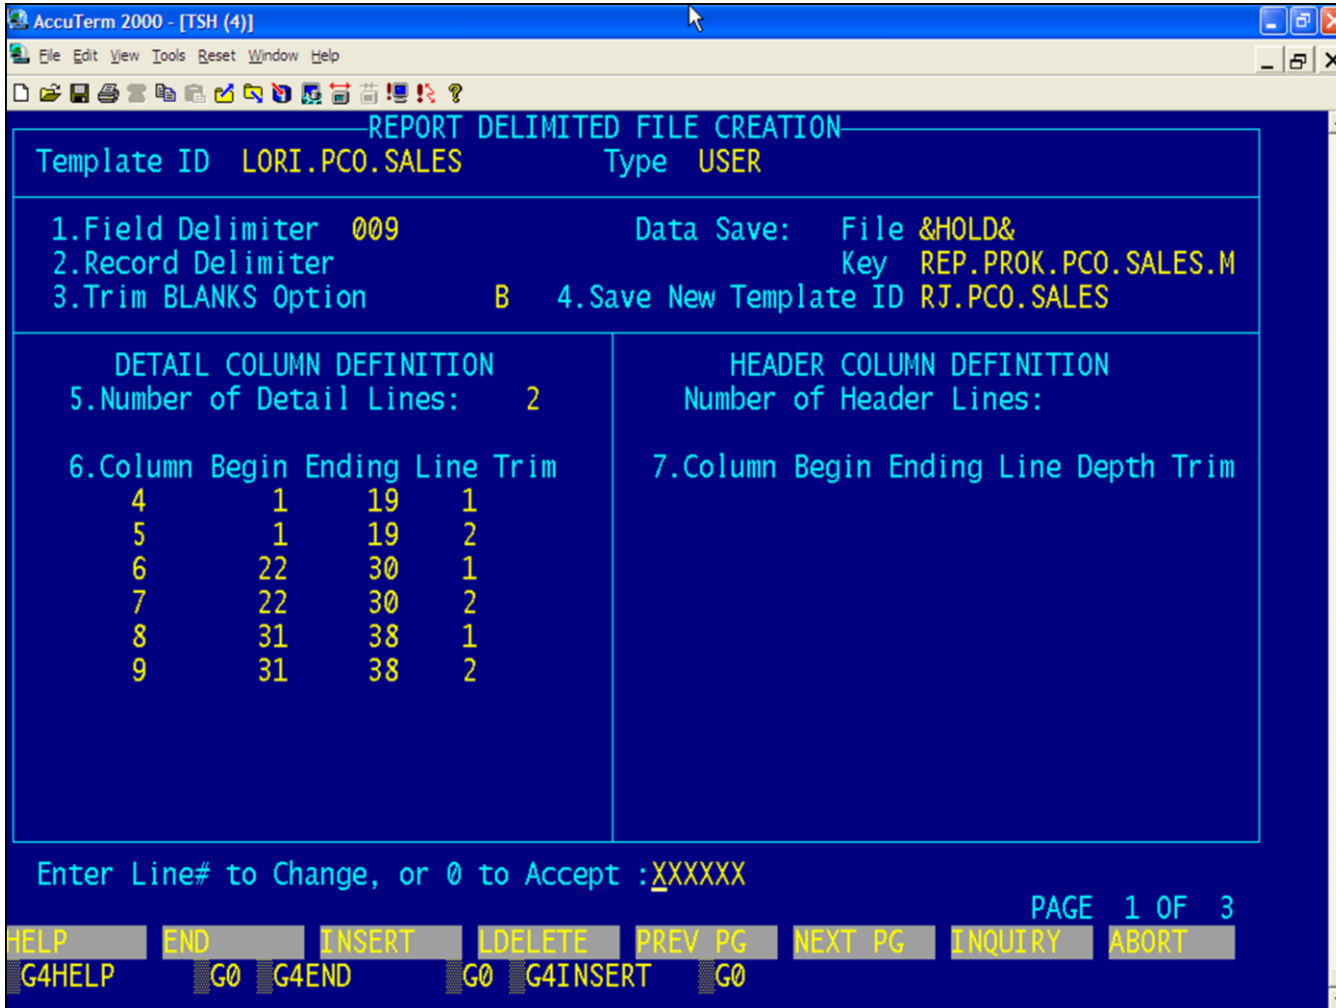 AccuTerm 2000 - [TSH (4)]
File Edit View Tools Reset Window Help
REPORT DELIMITED FILE CREATION
Template ID LORI.PCO.SALES Type USER
1.Field Delimiter 009 Data Save: File &HOLD&
2.Record Delimiter Key REP.PROK.PCO.SALES.M
3.Trim BLANKS Option B 4.Save New Template ID RJ.PCO.SALES
DETAIL COLUMN DEFINITION HEADER COLUMN DEFINITION
5.Number of Detail Lines: 2 Number of Header Lines:
6.Column Begin Ending Line Trim 7.Column Begin Ending Line Depth Trim
4 1 19 1
5 1 19 2
6 22 30 1
7 22 30 2
8 31 38 1
9 31 38 2
Enter Line# to Change, or 0 to Accept :XXXXXX
PAGE 1 OF 3
HELP END INSERT LDELETE PREV PG NEXT PG INQUIRY ABORT
G4HELP G0 G4END G0 G4INSERT G0